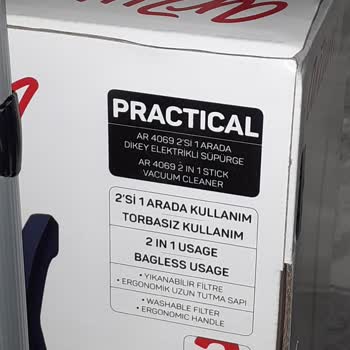 PRACTICAL
AR 4069 2'Sİ 1 ARADA
DİKEY ELEKTRİKLİ SÜPÜRGE
AR 4069 2 IN 1 STICK
VACUUM CLEANER
2'Sİ 1 ARADA KULLANIM
TORBASIZ KULLANIM
2 IN 1 USAGE
BAGLESS USAGE
• YIKANABİLİR FİLTRE
• ERGONOMİK UZUN TUTMA SAPI
• WASHABLE FILTER
• ERGONOMIC HANDLE